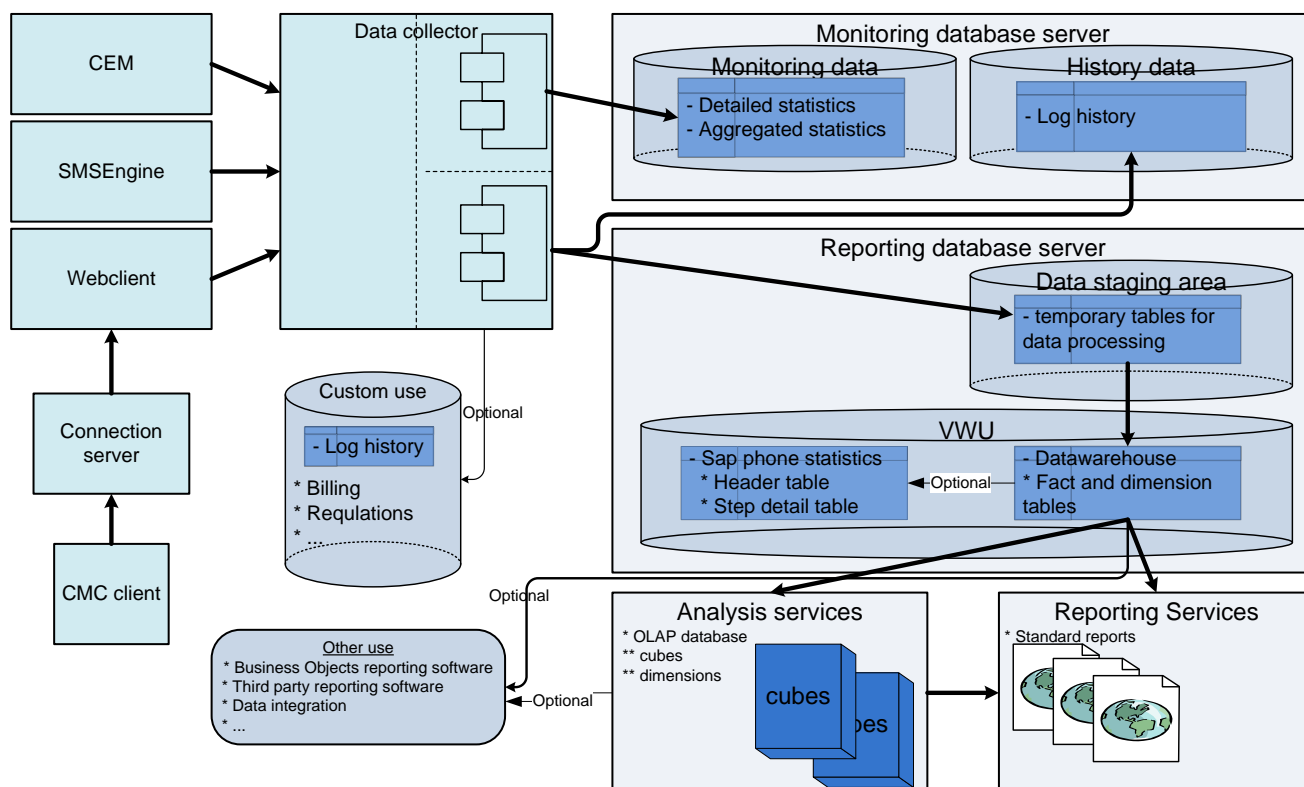 CEM
SMSEngine
Webclient
Connection
server
CMC client
Data collector
Monitoring database server
Monitoring data
- Detailed statistics
- Aggregated statistics
History data
- Log history
Reporting database server
Data staging area
- temporary tables for
data processing
VWU
- Sap phone statistics
* Header table
* Step detail table
Optional
- Datawarehouse
* Fact and dimension
tables
Custom use
- Log history
* Billing
* Requlations
* ...
Optional
Optional
Other use
* Business Objects reporting software
* Third party reporting software
* Data integration
* ...
Optional
Analysis services
* OLAP database
** cubes
** dimensions
cubes
bes
Reporting Services
* Standard reports